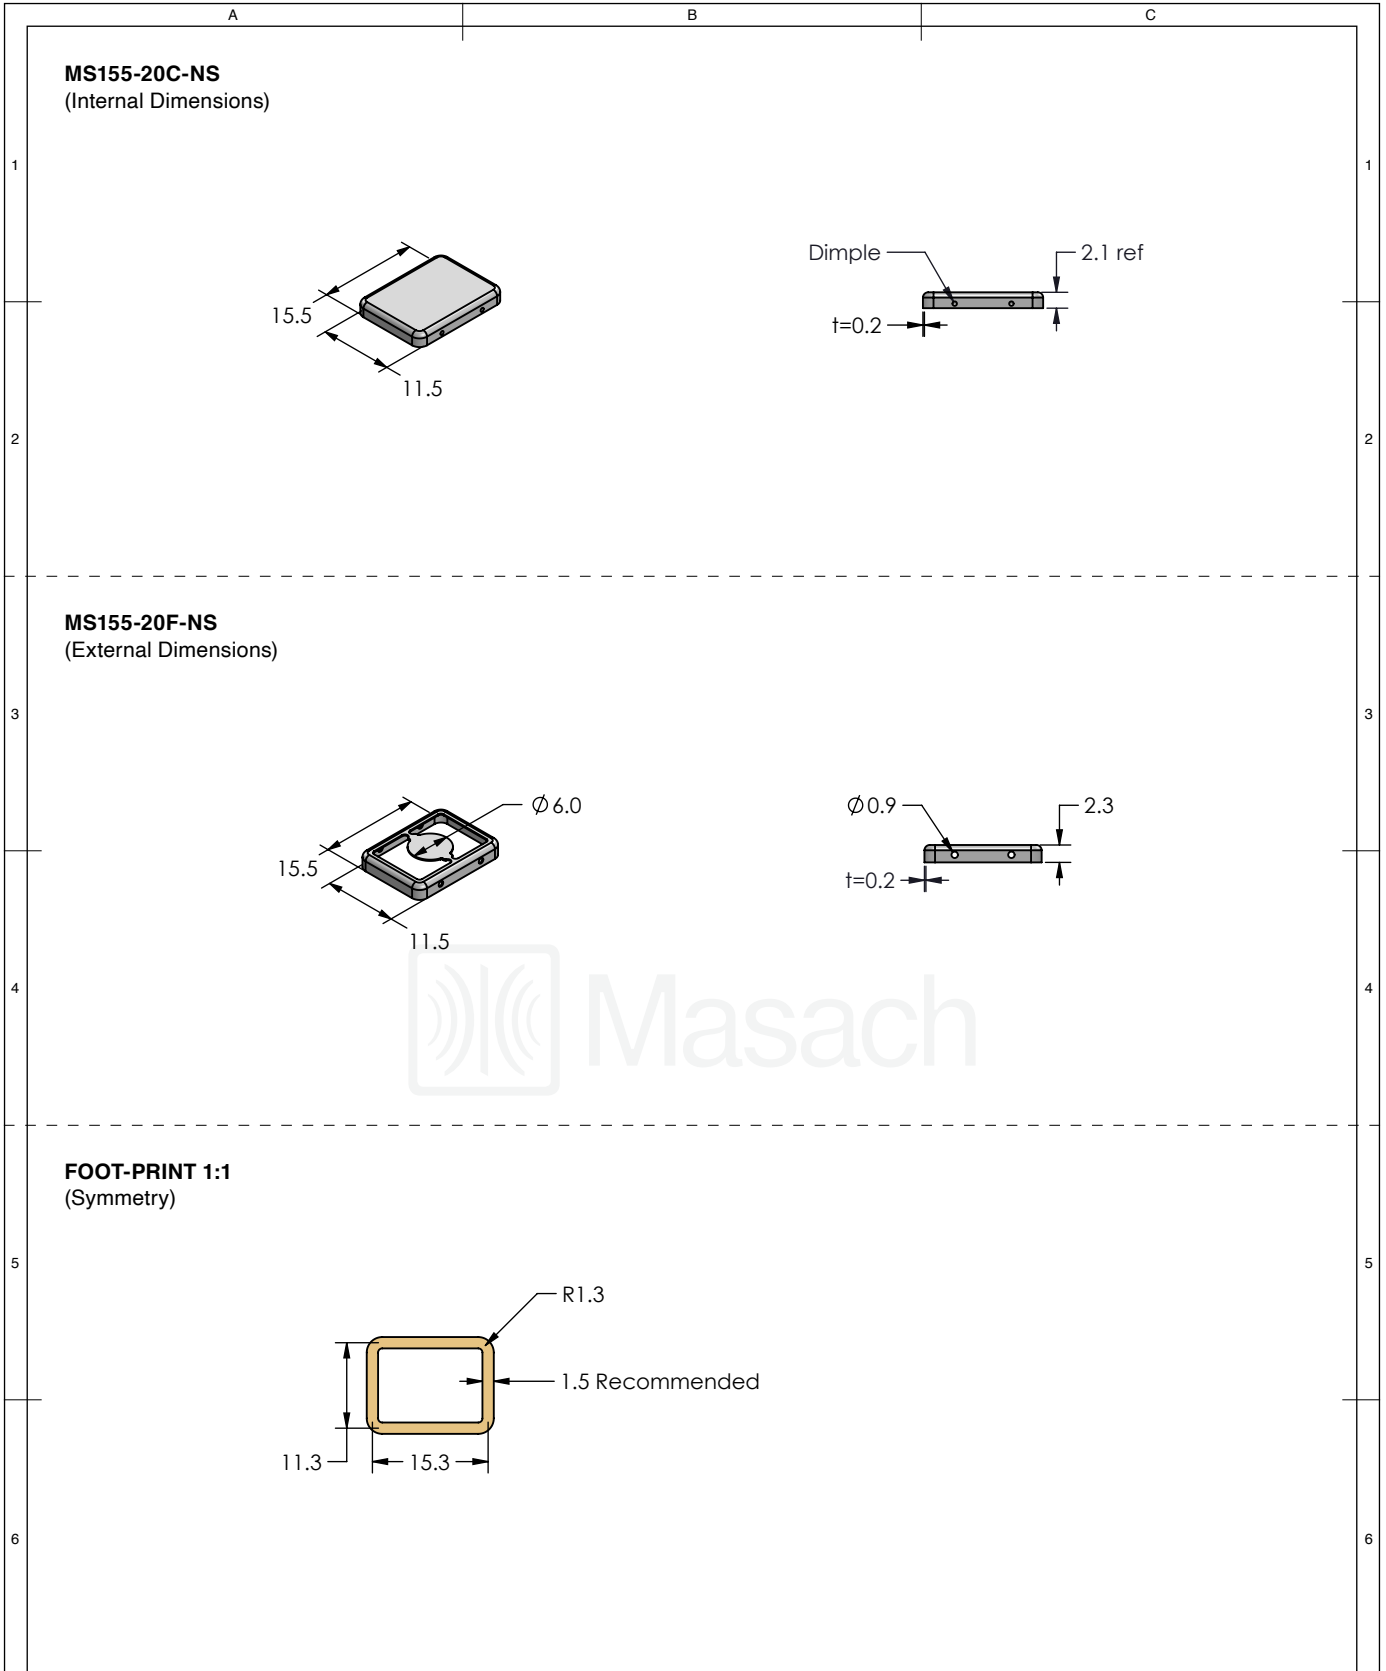 A B C
MS155-20C-NS
(Internal Dimensions)
1 1
Dimple 2.1 ref
15.5 t=0.2
11.5
2 2
MS155-20F-NS
(External Dimensions)
3 3
Ø6.0 Ø0.9 2.3
15.5 t=0.2
11.5
Masach
4 4
FOOT-PRINT 1:1
(Symmetry)
5 5
R1.3
1.5 Recommended
11.3 15.3
6 6